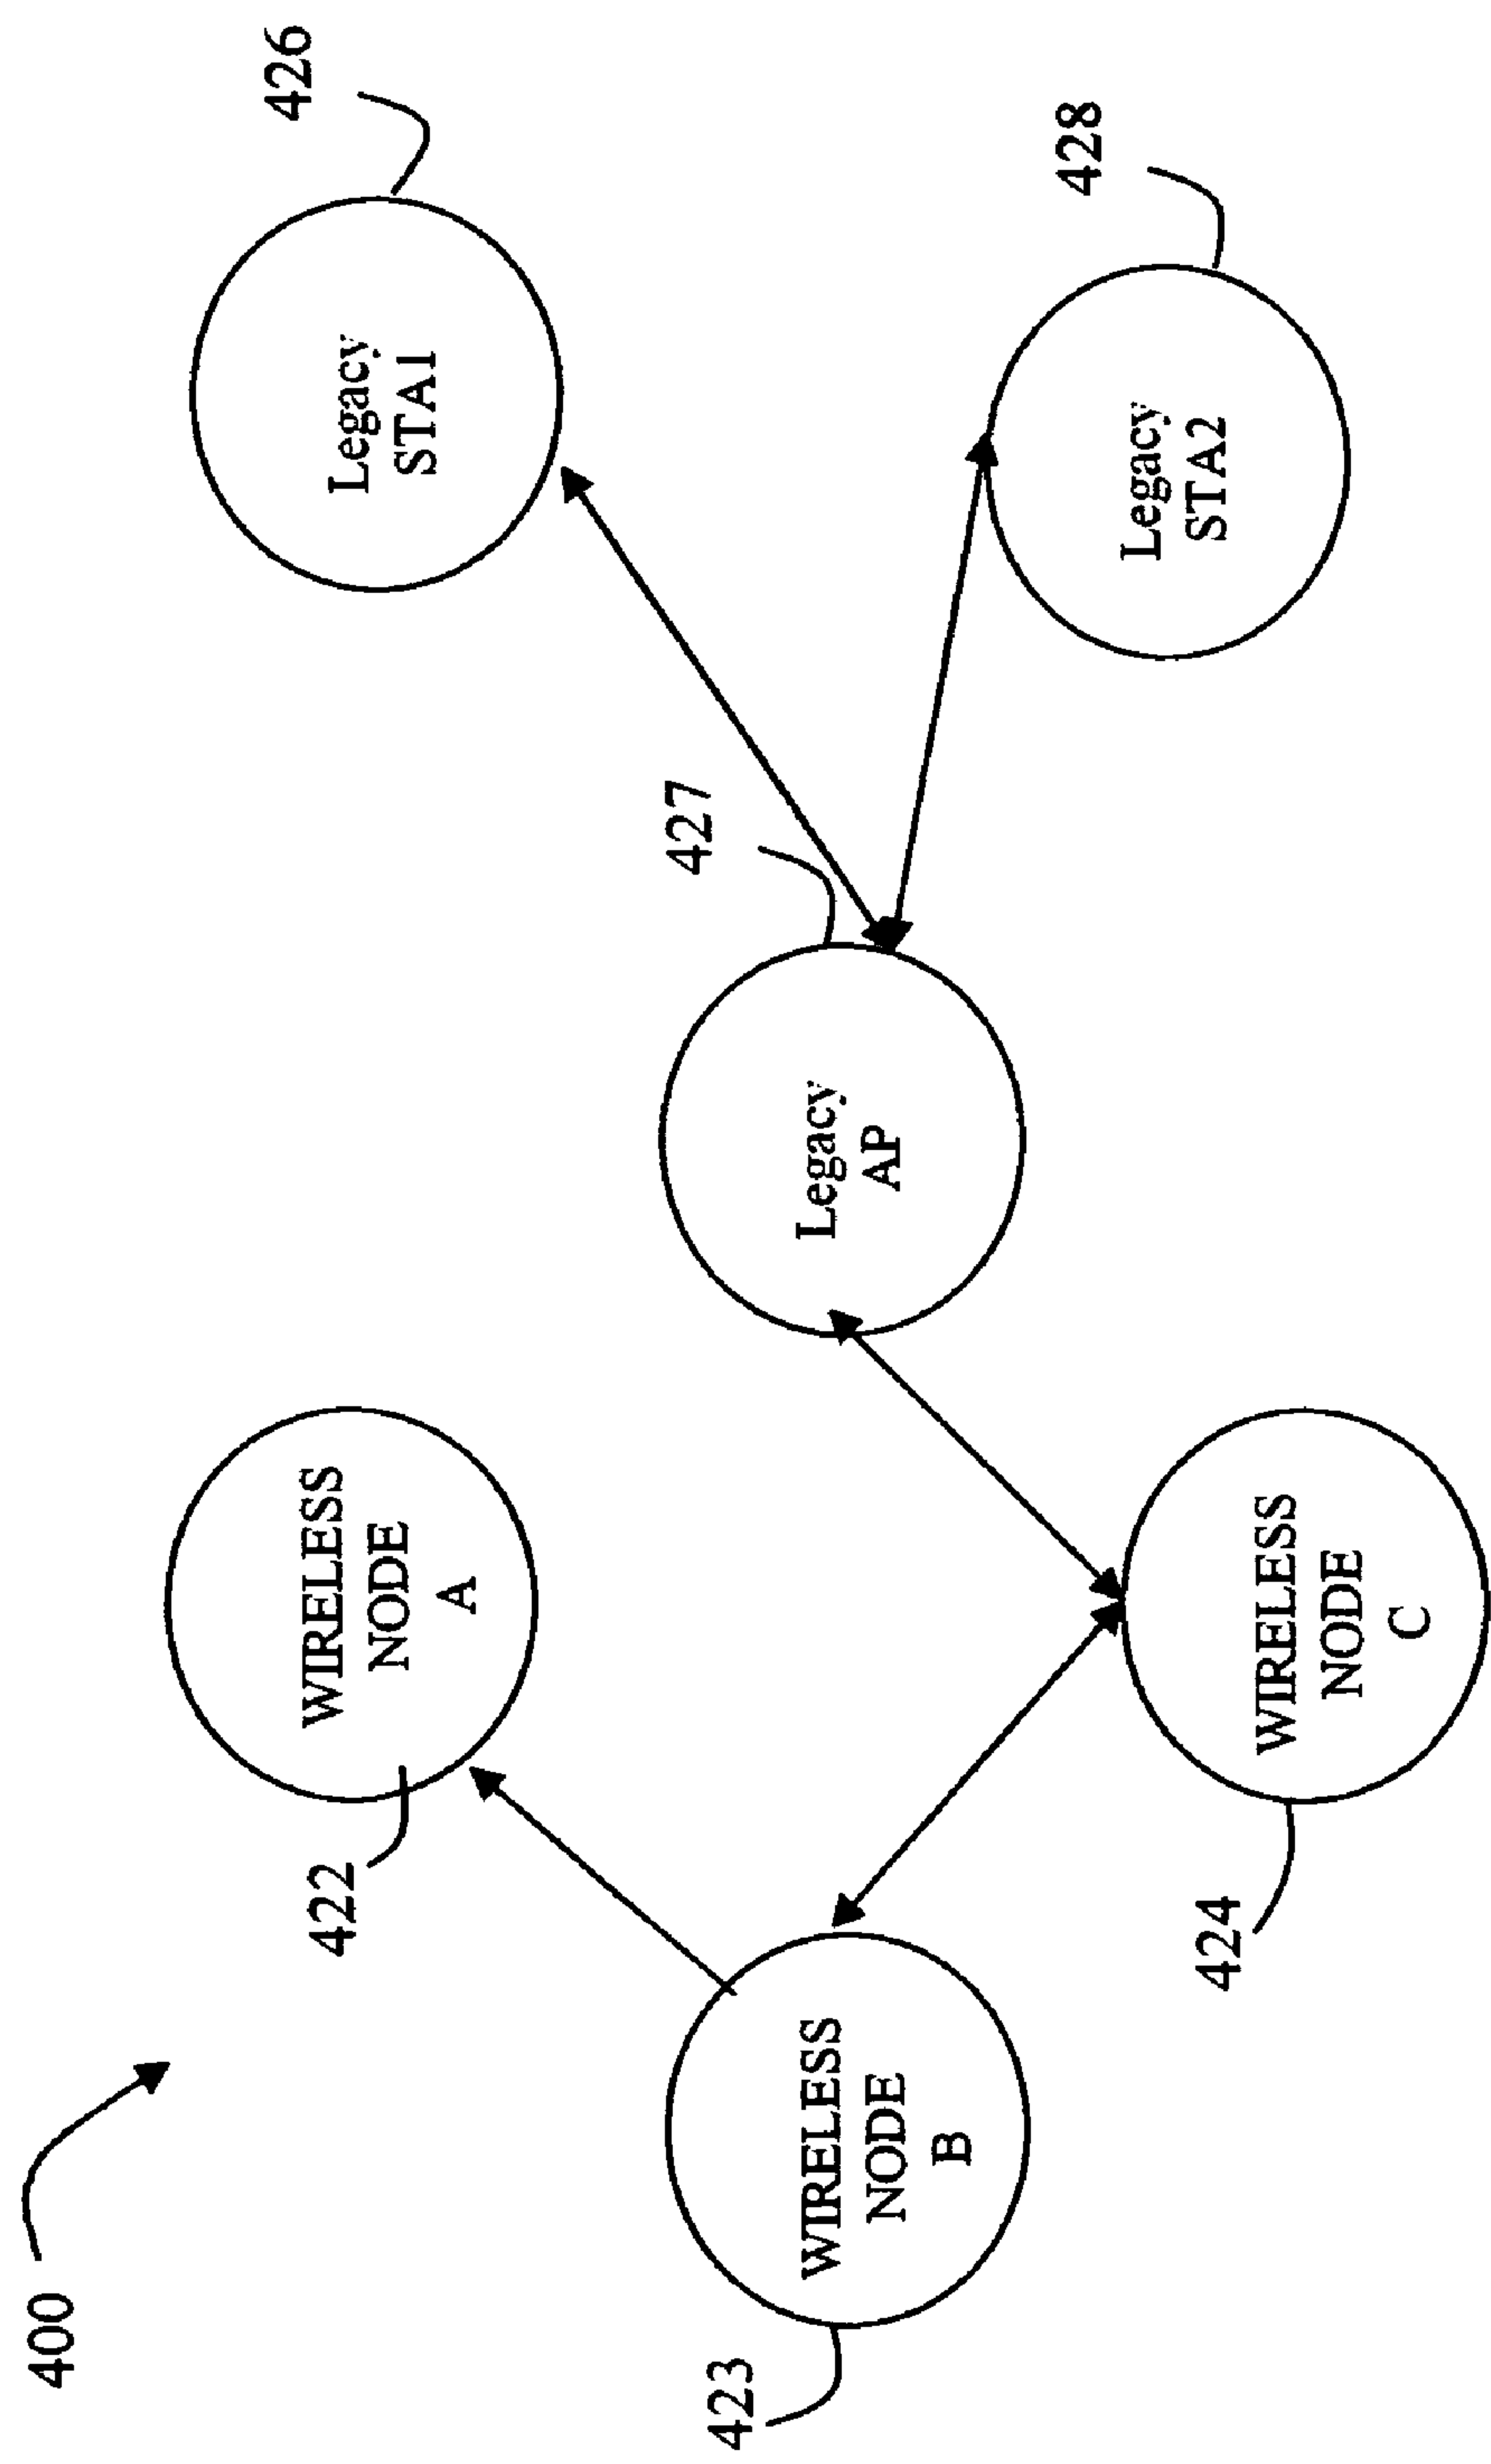 400
422
WIRELESS
NODE
A
426
Legacy
STA1
427
Legacy
AP
423
WIRELESS
NODE
B
424
WIRELESS
NODE
C
428
Legacy
STA2